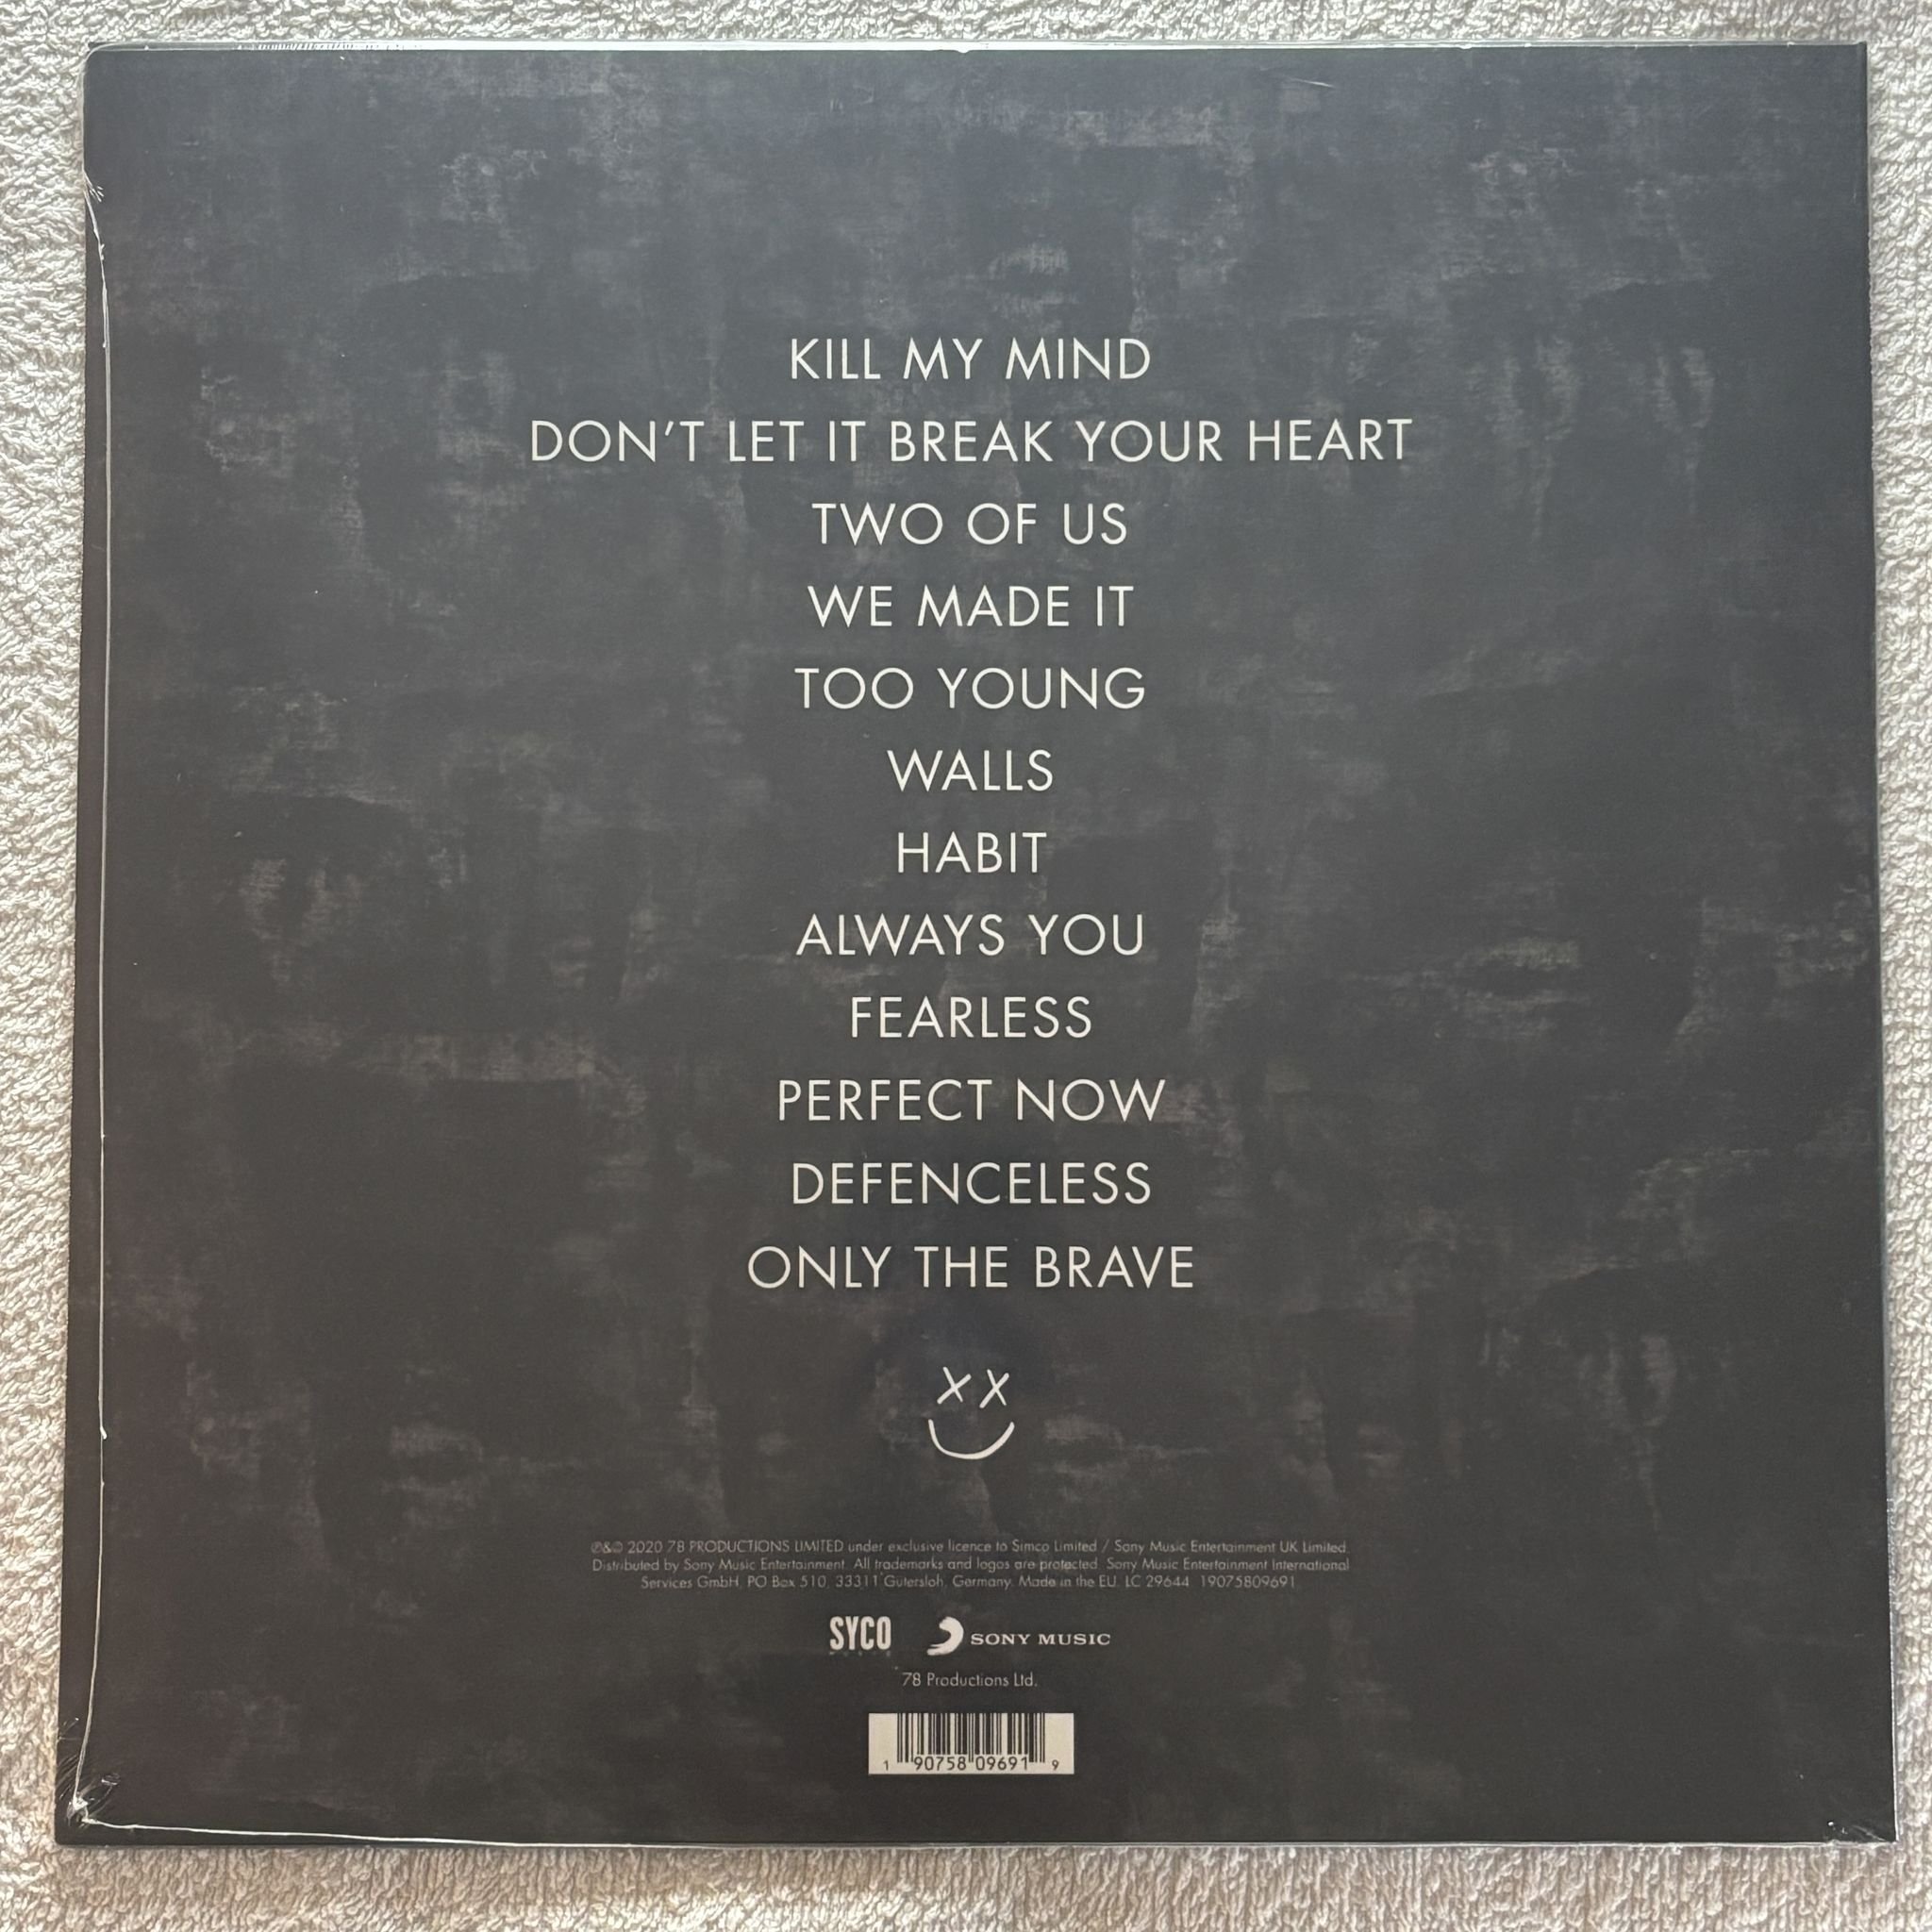 KILL MY MIND
DON'T LET IT BREAK YOUR HEART
TWO OF US
WE MADE IT
TOO YOUNG
WALLS
HABIT
ALWAYS YOU
FEARLESS
PERFECT NOW
DEFENCELESS
ONLY THE BRAVE
℗&© 2020 78 PRODUCTIONS LIMITED under exclusive licence to Simco Limited / Sony Music Entertainment UK Limited.
Distributed by Sony Music Entertainment. All trademarks and logos are protected. Sony Music Entertainment International
Services GmbH, PO Box 510, 33311 Gütersloh, Germany. Made in the EU. LC 29644 19075809691
SYCO SONY MUSIC
78 Productions Ltd.
1 90758 09691 9